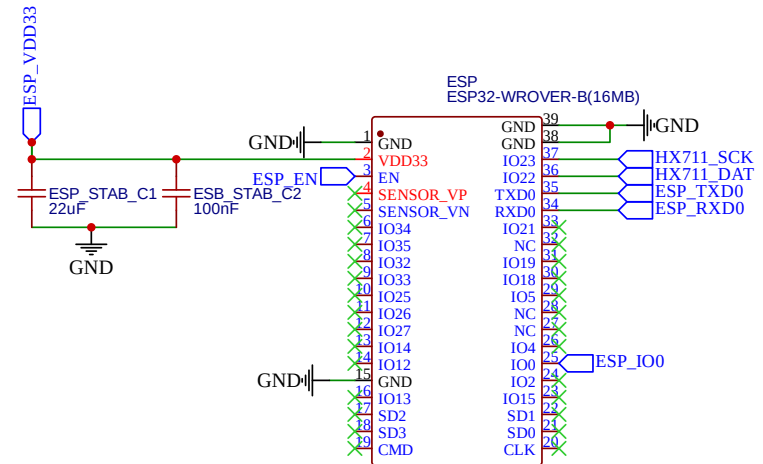 ESP_VDD33
ESP
ESP32-WROVER-B(16MB)
ESP_STAB_C1
22uF
ESB_STAB_C2
100nF
GND
GND
ESP_EN
GND
1 GND
2 VDD33
3 EN
4 SENSOR_VP
5 SENSOR_VN
6 IO34
7 IO35
8 IO32
9 IO33
10 IO25
11 IO26
12 IO27
13 IO14
14 IO12
15 GND
16 IO13
17 SD2
18 SD3
19 CMD
GND 39
GND 38
IO23 37
IO22 36
TXD0 35
RXD0 34
IO21 33
NC 32
IO19 31
IO18 30
IO5 29
NC 28
NC 27
IO4 26
IO0 25
IO2 24
IO15 23
SD1 22
SD0 21
CLK 20
GND
HX711_SCK
HX711_DAT
ESP_TXD0
ESP_RXD0
ESP_IO0